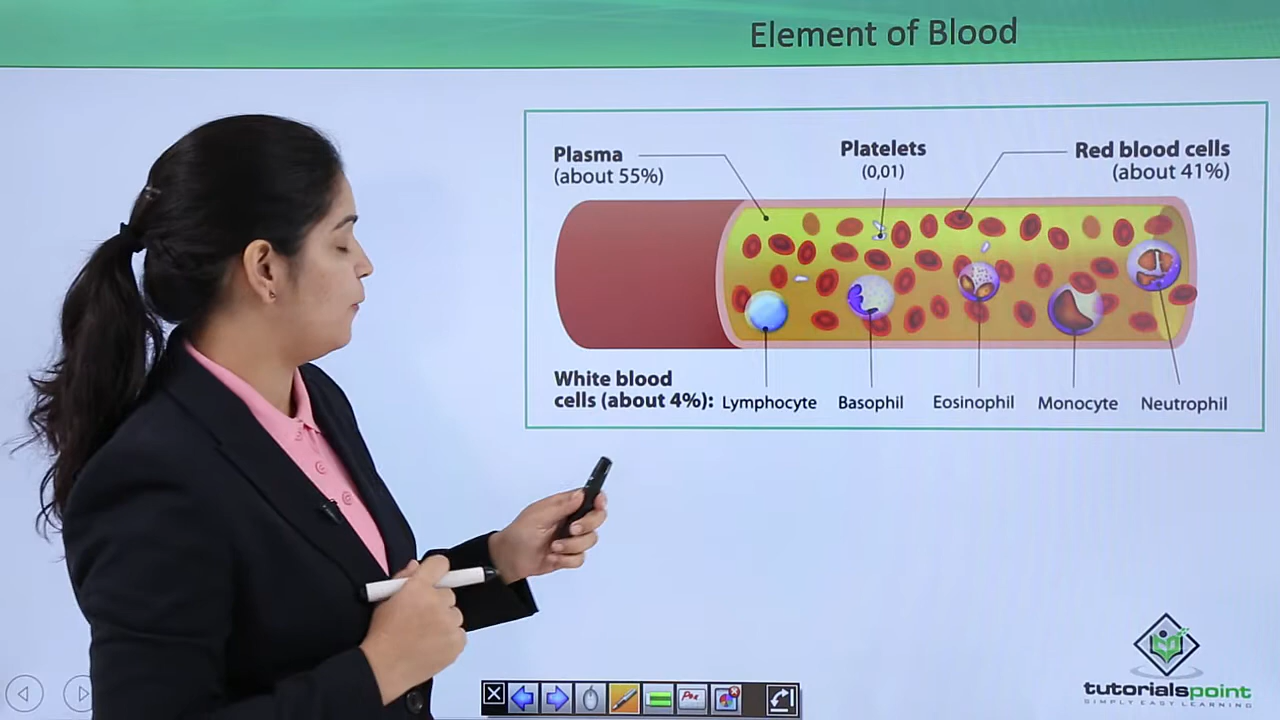 Element of Blood
Plasma
(about 55%)
Platelets
(0,01)
Red blood cells
(about 41%)
White blood
cells (about 4%):
Lymphocyte
Basophil
Eosinophil
Monocyte
Neutrophil
tutorialspoint
SIMPLY EASY LEARNING